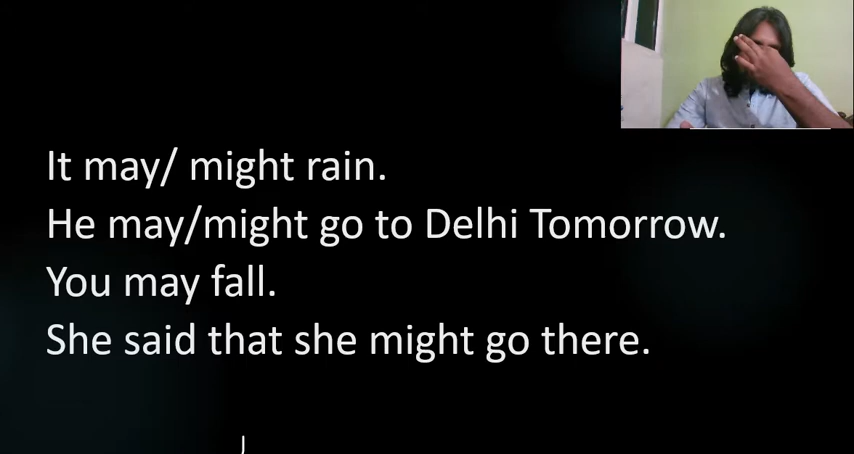 It may/ might rain.
He may/might go to Delhi Tomorrow.
You may fall.
She said that she might go there.